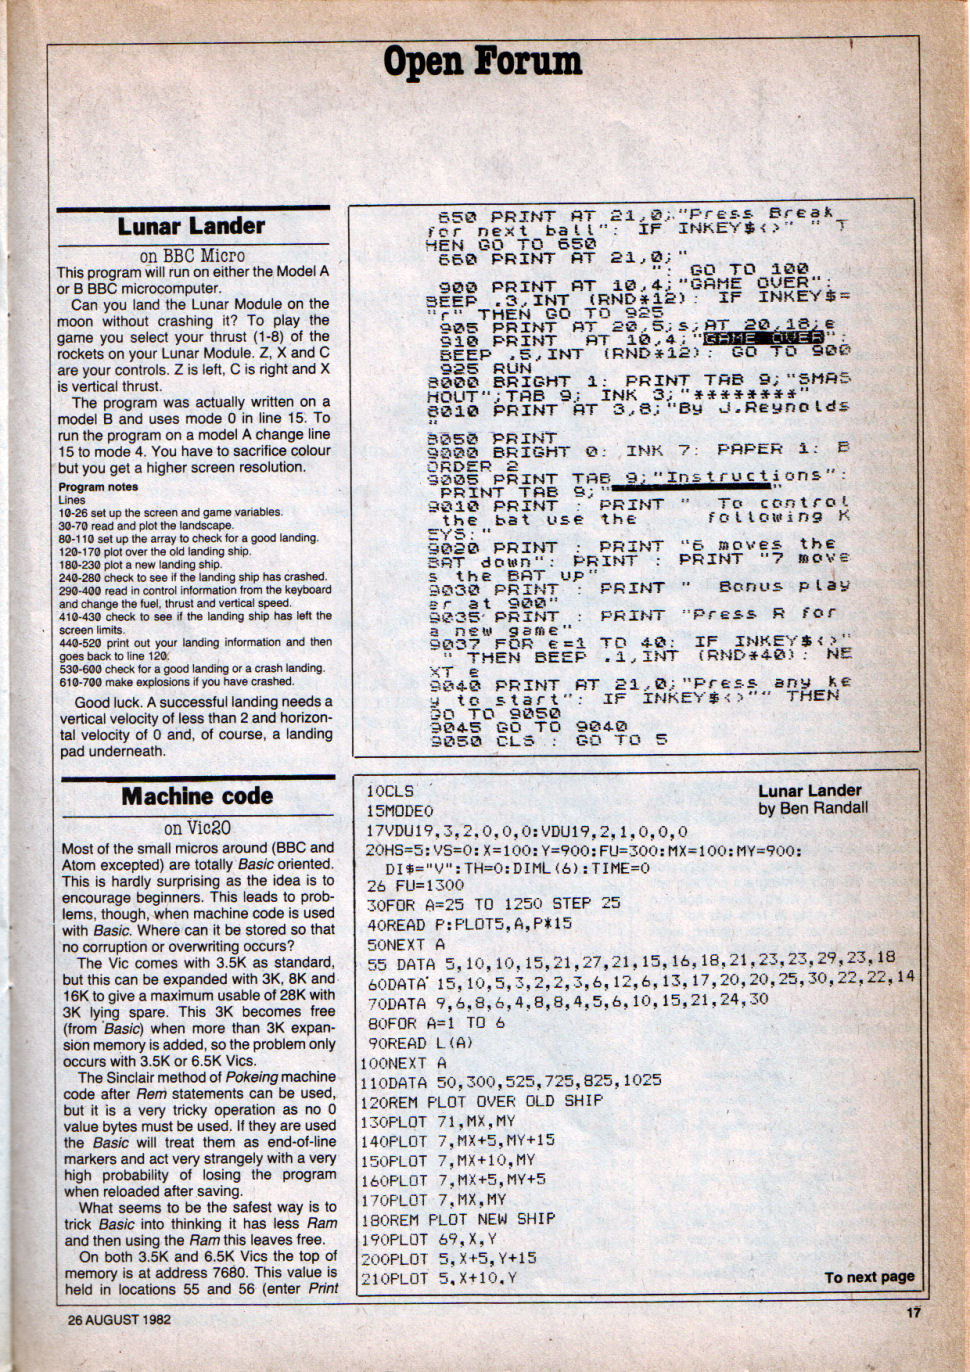 Open Forum
Lunar Lander
on BBC Micro
This program will run on either the Model A
or B BBC microcomputer.
Can you land the Lunar Module on the
moon without crashing it? To play the
game you select your thrust (1-8) of the
rockets on your Lunar Module. Z, X and C
are your controls. Z is left, C is right and X
is vertical thrust.
The program was actually written on a
model B and uses mode 0 in line 15. To
run the program on a model A change line
15 to mode 4. You have to sacrifice colour
but you get a higher screen resolution.
Program notes
Lines
10-26 set up the screen and game variables.
30-70 read and plot the landscape.
80-110 set up the array to check for a good landing.
120-170 plot over the old landing ship.
180-230 plot a new landing ship.
240-280 check to see if the landing ship has crashed.
290-400 read in control information from the keyboard
and change the fuel, thrust and vertical speed.
410-430 check to see if the landing ship has left the
screen limits.
440-520 print out your landing information and then
goes back to line 120.
530-600 check for a good landing or a crash landing.
610-700 make explosions if you have crashed.
Good luck. A successful landing needs a
vertical velocity of less than 2 and horizon-
tal velocity of 0 and, of course, a landing
pad underneath.
650 PRINT AT 21,0;"Press Break
for next ball": IF INKEY$<>" " T
HEN GO TO 650
660 PRINT AT 21,0;"
": GO TO 100
900 PRINT AT 10,4;"GAME OVER":
BEEP .3,INT (RND*12): IF INKEY$=
"r" THEN GO TO 925
905 PRINT AT 20,5;s;AT 20,18;e
910 PRINT AT 10,4;"GAME OVER":
BEEP .5,INT (RND*12): GO TO 900
925 RUN
8000 BRIGHT 1: PRINT TAB 9;"SMAS
HOUT";TAB 9; INK 3;"********"
8010 PRINT AT 3,8;"By J.Reynolds
"
8050 PRINT
9000 BRIGHT 0: INK 7: PAPER 1: B
ORDER 2
9005 PRINT TAB 9;"Instructions":
PRINT TAB 9;" "
9010 PRINT : PRINT " To control
the bat use the following K
EYS:"
9020 PRINT : PRINT "6 moves the
BAT down": PRINT : PRINT "7 move
s the BAT up"
9030 PRINT : PRINT " Bonus play
er at 900"
9035 PRINT : PRINT "Press R for
a new game"
9037 FOR e=1 TO 40: IF INKEY$<>"
" THEN BEEP .1,INT (RND*40): NE
XT e
9040 PRINT AT 21,0;"Press any ke
y to start": IF INKEY$<>"" THEN
GO TO 9050
9045 GO TO 9040
9050 CLS : GO TO 5
Machine code
on Vic20
Most of the small micros around (BBC and
Atom excepted) are totally Basic oriented.
This is hardly surprising as the idea is to
encourage beginners. This leads to prob-
lems, though, when machine code is used
with Basic. Where can it be stored so that
no corruption or overwriting occurs?
The Vic comes with 3.5K as standard,
but this can be expanded with 3K, 8K and
16K to give a maximum usable of 28K with
3K lying spare. This 3K becomes free
(from Basic) when more than 3K expan-
sion memory is added, so the problem only
occurs with 3.5K or 6.5K Vics.
The Sinclair method of Pokeing machine
code after Rem statements can be used,
but it is a very tricky operation as no 0
value bytes must be used. If they are used
the Basic will treat them as end-of-line
markers and act very strangely with a very
high probability of losing the program
when reloaded after saving.
What seems to be the safest way is to
trick Basic into thinking it has less Ram
and then using the Ram this leaves free.
On both 3.5K and 6.5K Vics the top of
memory is at address 7680. This value is
held in locations 55 and 56 (enter Print
Lunar Lander
by Ben Randall
10CLS
15MODE0
17VDU19,3,2,0,0,0:VDU19,2,1,0,0,0
20HS=5:VS=0:X=100:Y=900:FU=300:MX=100:MY=900:
DI$="V":TH=0:DIML(6):TIME=0
26 FU=1300
30FOR A=25 TO 1250 STEP 25
40READ P:PLOT5,A,P*15
50NEXT A
55 DATA 5,10,10,15,21,27,21,15,16,18,21,23,23,29,23,18
60DATA 15,10,5,3,2,2,3,6,12,6,13,17,20,20,25,30,22,22,14
70DATA 9,6,8,6,4,8,8,4,5,6,10,15,21,24,30
80FOR A=1 TO 6
90READ L(A)
100NEXT A
110DATA 50,300,525,725,825,1025
120REM PLOT OVER OLD SHIP
130PLOT 71,MX,MY
140PLOT 7,MX+5,MY+15
150PLOT 7,MX+10,MY
160PLOT 7,MX+5,MY+5
170PLOT 7,MX,MY
180REM PLOT NEW SHIP
190PLOT 69,X,Y
200PLOT 5,X+5,Y+15
210PLOT 5,X+10,Y
To next page
26 AUGUST 1982
17